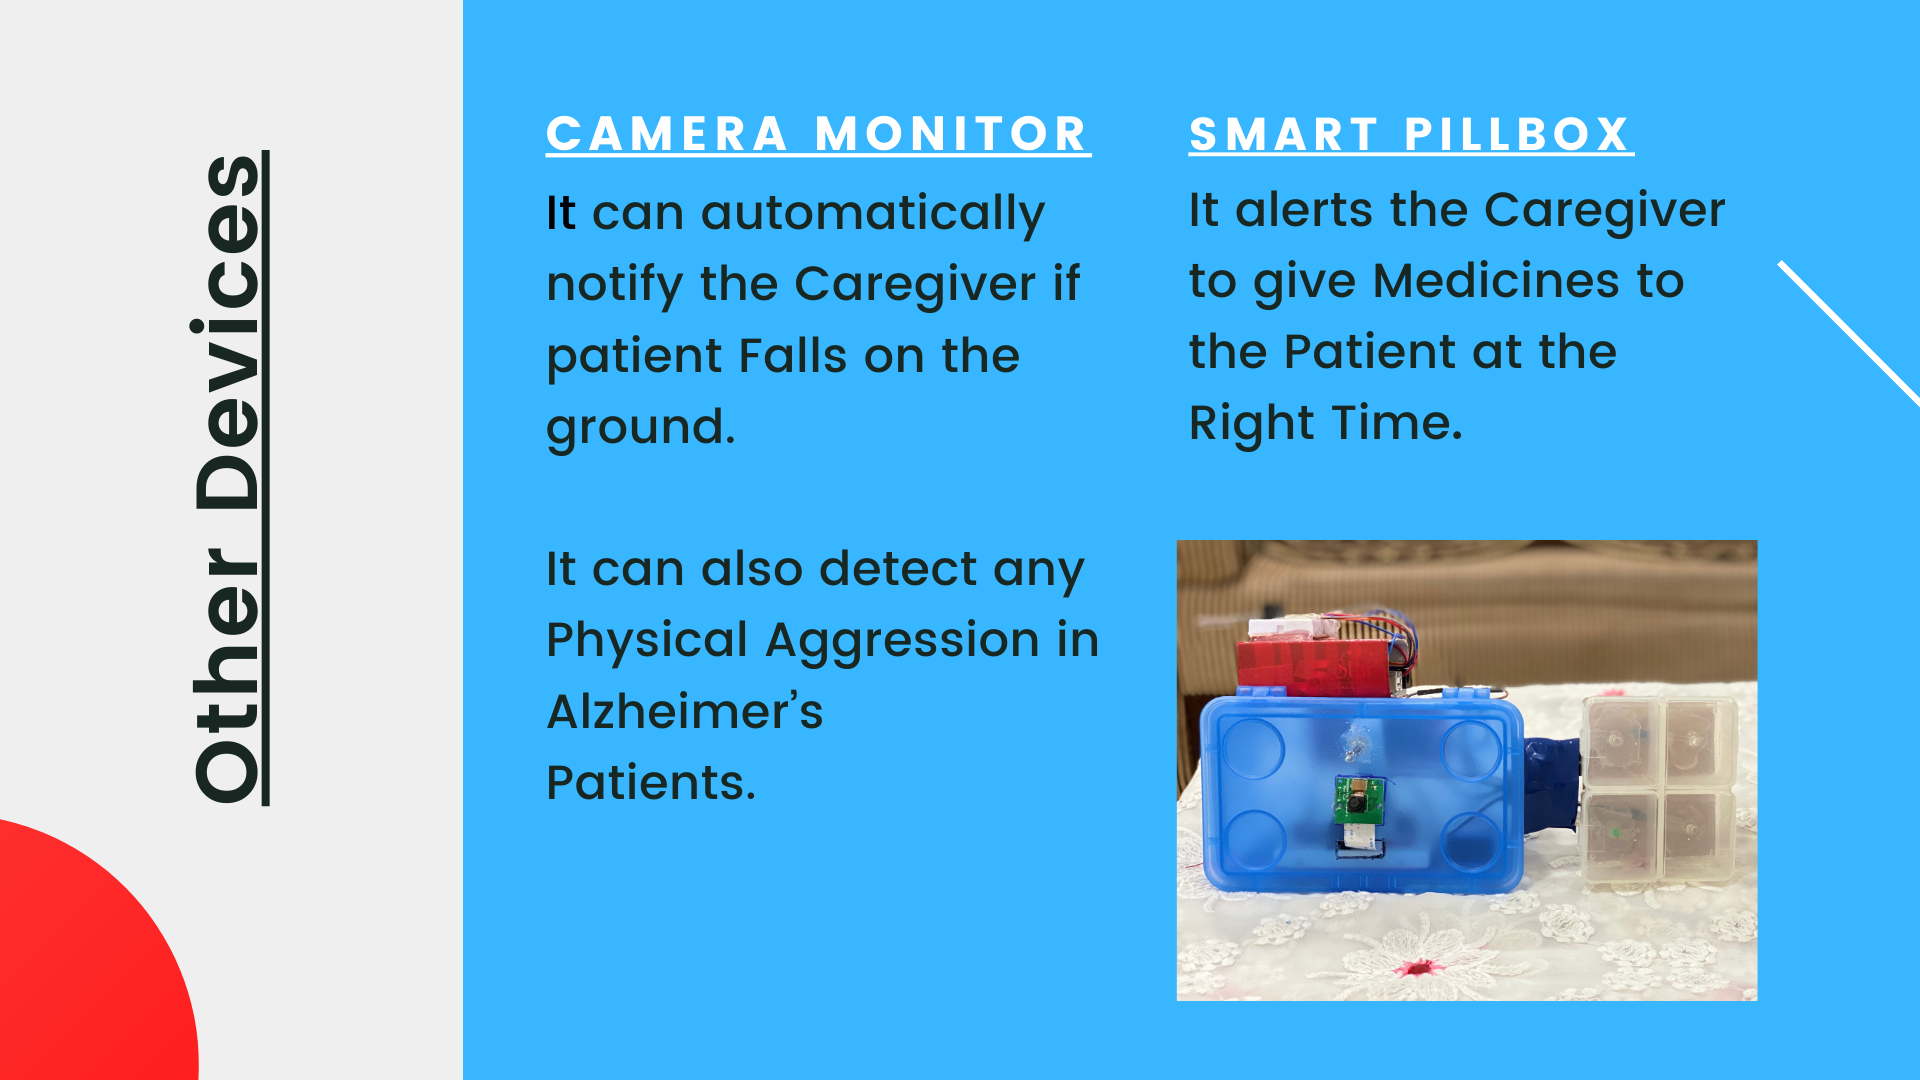 Other Devices
CAMERA MONITOR
It can automatically
notify the Caregiver if
patient Falls on the
ground.
It can also detect any
Physical Aggression in
Alzheimer’s
Patients.
SMART PILLBOX
It alerts the Caregiver
to give Medicines to
the Patient at the
Right Time.